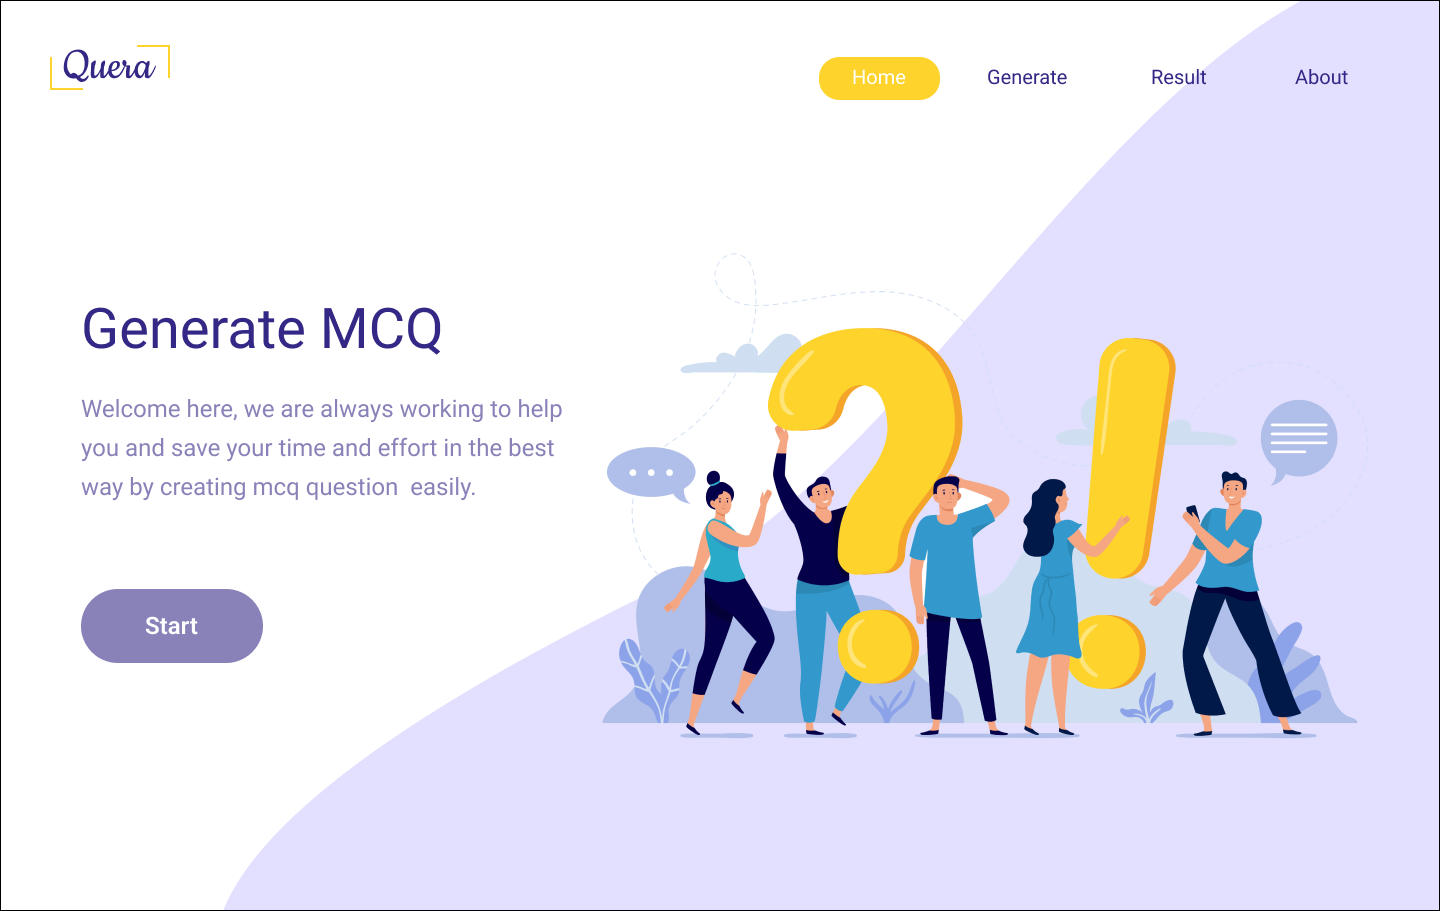 Quera
Home Generate Result About
Generate MCQ
Welcome here, we are always working to help
you and save your time and effort in the best
way by creating mcq question  easily.
Start